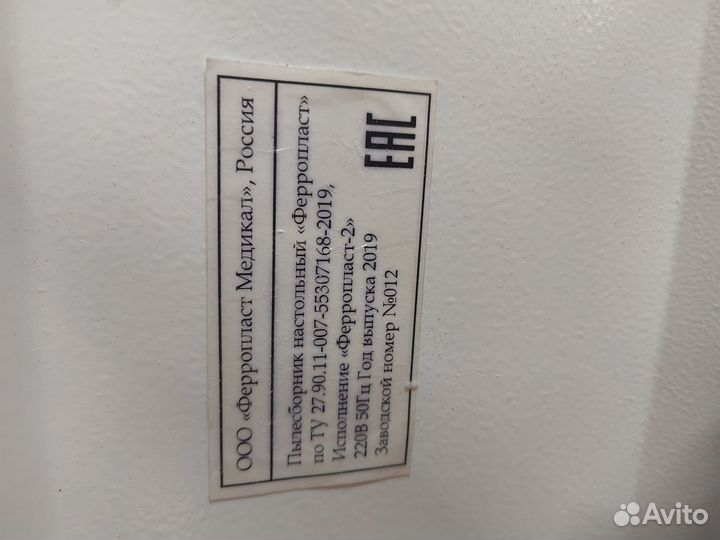 ООО «Ферропласт Медикал», Россия
Пылесборник настольный «Ферропласт»
по ТУ 27.90.11-007-55307168-2019,
Исполнение «Ферропласт-2»
220В 50Гц Год выпуска 2019
Заводской номер №012
EAC
Avito